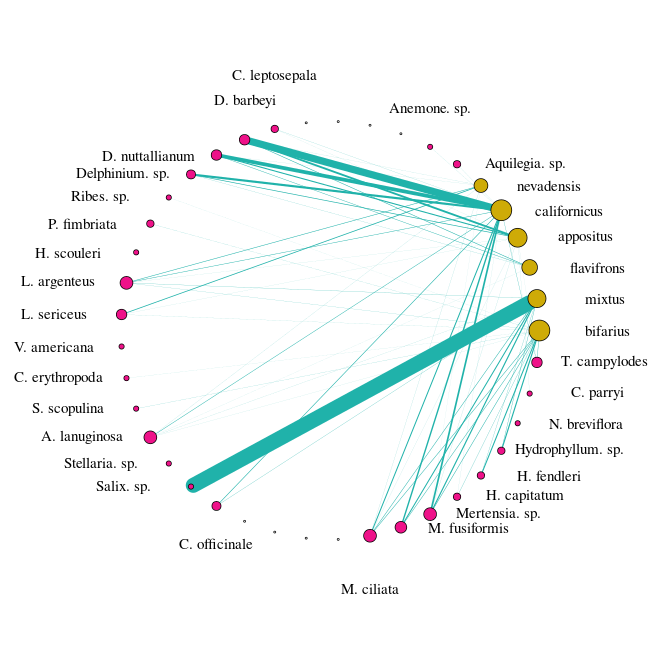 C. leptosepala
D. barbeyi
Anemone. sp.
D. nuttallianum
Aquilegia. sp.
Delphinium. sp.
nevadensis
Ribes. sp.
californicus
P. fimbriata
appositus
H. scouleri
flavifrons
L. argenteus
mixtus
L. sericeus
bifarius
V. americana
T. campylodes
C. erythropoda
C. parryi
S. scopulina
N. breviflora
A. lanuginosa
Hydrophyllum. sp.
Stellaria. sp.
H. fendleri
Salix. sp.
H. capitatum
Mertensia. sp.
M. fusiformis
C. officinale
M. ciliata